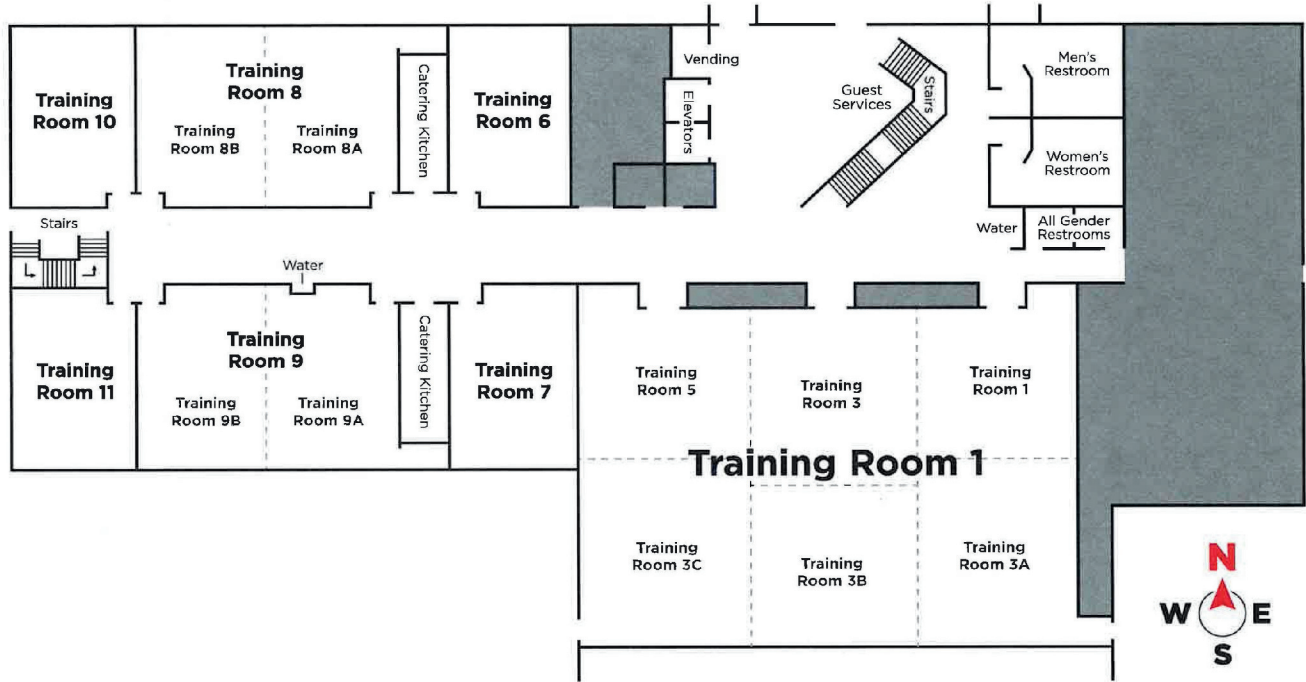 Training
Room 10
Training
Room 8
Training
Room 8B
Training
Room 8A
Catering Kitchen
Training
Room 6
Vending
Elevators
Guest
Services
Stairs
Men's
Restroom
Women's
Restroom
Water
All Gender
Restrooms
Stairs
Water
Training
Room 11
Training
Room 9
Training
Room 9B
Training
Room 9A
Catering Kitchen
Training
Room 7
Training
Room 5
Training
Room 3
Training
Room 1
Training Room 1
Training
Room 3C
Training
Room 3B
Training
Room 3A
N
W E
S